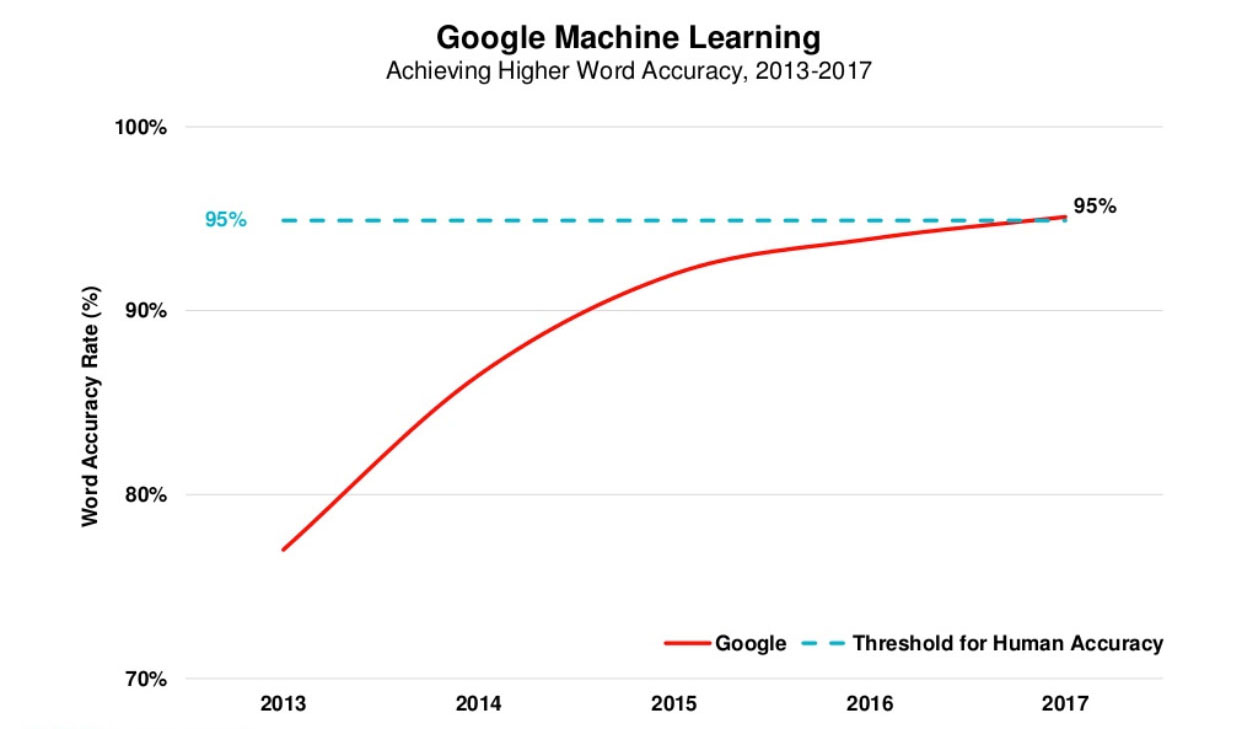 Google Machine Learning
Achieving Higher Word Accuracy, 2013-2017
Word Accuracy Rate (%)
100%
95%
95%
90%
80%
Google
Threshold for Human Accuracy
70%
2013 2014 2015 2016 2017